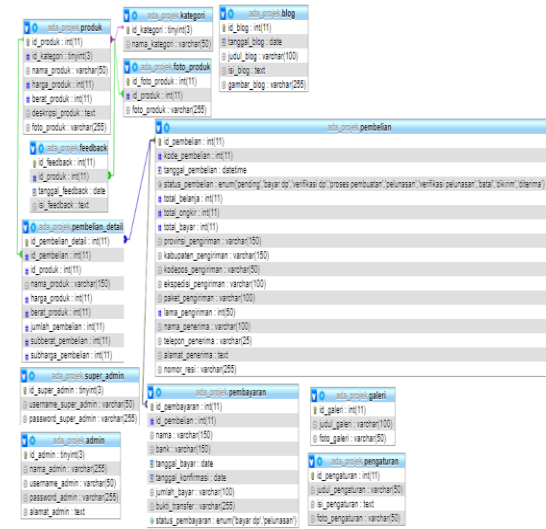 ada_projek produk
id_produk : int(11)
id_kategori : tinyint(3)
nama_produk : varchar(50)
harga_produk : int(11)
berat_produk : int(11)
deskripsi_produk : text
foto_produk : varchar(255)
ada_projek kategori
id_kategori : tinyint(3)
nama_kategori : varchar(50)
ada_projek foto_produk
id_foto_produk : int(11)
id_produk : int(11)
foto_produk : varchar(255)
ada_projek blog
id_blog : int(11)
tanggal_blog : date
judul_blog : varchar(100)
isi_blog : text
gambar_blog : varchar(255)
ada_projek feedback
id_feedback : int(11)
id_produk : int(11)
tanggal_feedback : date
isi_feedback : text
ada_projek pembelian
id_pembelian : int(11)
kode_pembelian : int(11)
tanggal_pembelian : datetime
status_pembelian : enum('pending','bayar dp','verifikasi dp','proses pembuatan','pelunasan','verifikasi pelunasan','batal','dikirim','diterima')
total_belanja : int(11)
total_ongkir : int(11)
total_bayar : int(11)
provinsi_pengiriman : varchar(150)
kabupaten_pengiriman : varchar(150)
kodepos_pengiriman : varchar(50)
ekspedisi_pengiriman : varchar(100)
paket_pengiriman : varchar(100)
lama_pengiriman : int(50)
nama_penerima : varchar(100)
telepon_penerima : varchar(25)
alamat_penerima : text
nomor_resi : varchar(255)
ada_projek pembelian_detail
id_pembelian_detail : int(11)
id_pembelian : int(11)
id_produk : int(11)
nama_produk : varchar(150)
harga_produk : int(11)
berat_produk : int(11)
jumlah_pembelian : int(11)
subberat_pembelian : int(11)
subharga_pembelian : int(11)
ada_projek super_admin
id_super_admin : tinyint(3)
username_super_admin : varchar(50)
password_super_admin : varchar(255)
ada_projek admin
id_admin : tinyint(3)
nama_admin : varchar(255)
username_admin : varchar(50)
password_admin : varchar(255)
alamat_admin : text
ada_projek pembayaran
id_pembayaran : int(11)
id_pembelian : int(11)
nama : varchar(150)
bank : varchar(150)
tanggal_bayar : date
tanggal_konfirmasi : date
jumlah_bayar : varchar(100)
bukti_transfer : varchar(255)
status_pembayaran : enum('bayar dp','pelunasan')
ada_projek galeri
id_galeri : int(11)
judul_galeri : varchar(100)
foto_galeri : varchar(50)
ada_projek pengaturan
id_pengaturan : int(11)
judul_pengaturan : varchar(50)
isi_pengaturan : text
foto_pengaturan : varchar(50)